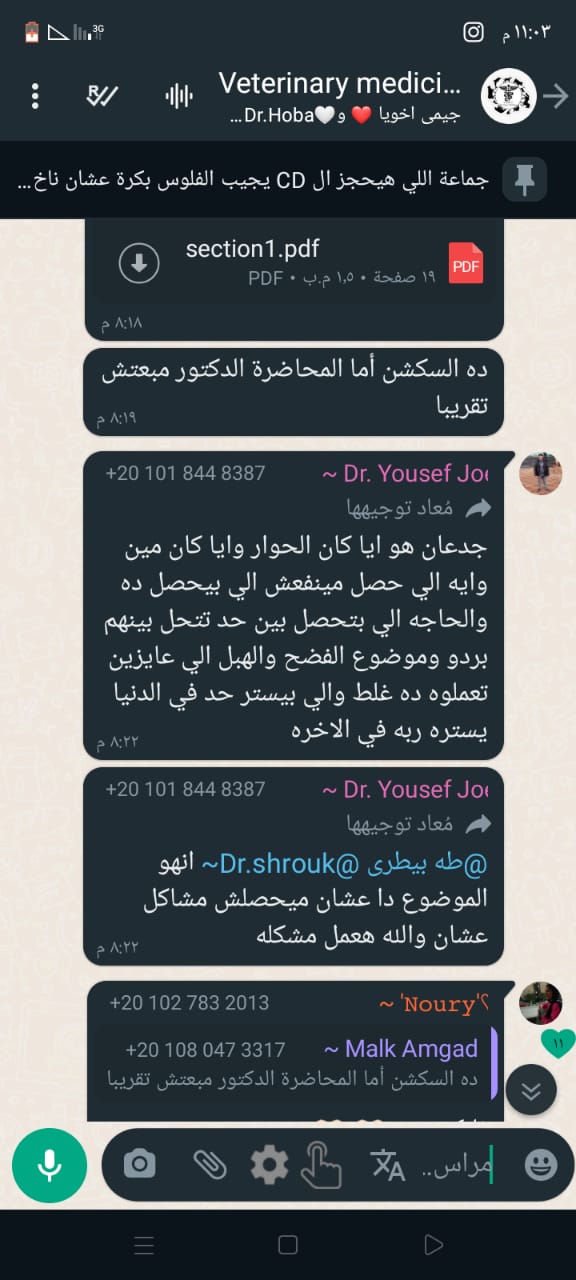 ١١:٠٣ م
3G
Veterinary medici...
جيمى اخويا ❤️ و🤍Dr.Hoba...
جماعة اللي هيحجز ال CD يجيب الفلوس بكرة عشان ناخ...
section1.pdf
PDF
١٩ صفحة • ١,٥ م.ب • PDF
٨:١٨ م
ده السكشن أما المحاضرة الدكتور مبعتش
تقريبا
٨:١٩ م
~ Dr. Yousef Joe
+20 101 844 8387
مُعاد توجيهها
جدعان هو ايا كان الحوار وايا كان مين
وايه الي حصل مينفعش الي بيحصل ده
والحاجه الي بتحصل بين حد تتحل بينهم
بردو وموضوع الفضح والهبل الي عايزين
تعملوه ده غلط والي بيستر حد في الدنيا
يستره ربه في الاخره
٨:٢٢ م
~ Dr. Yousef Joe
+20 101 844 8387
مُعاد توجيهها
@طه بيطرى @Dr.shrouk~ انهو
الموضوع دا عشان ميحصلش مشاكل
عشان والله هعمل مشكله
٨:٢٢ م
~ 'Noury'؟
+20 102 783 2013
~ Malk Amgad
+20 108 047 3317
ده السكشن أما المحاضرة الدكتور مبعتش تقريبا
١١
مراس..